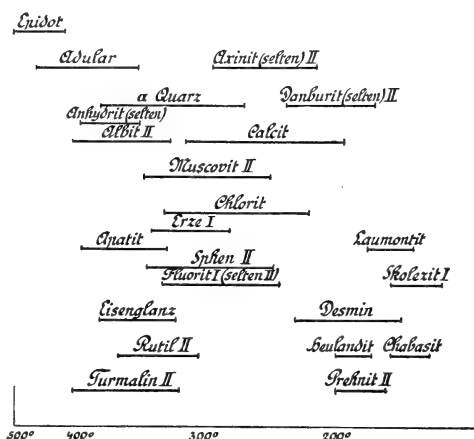 Epidot
Adular Axinit (selten) II
α Quarz Danburit (selten) II
Anhydrit (selten)
Albit II Calcit
Muscovit II
Chlorit
Erze I
Apatit Laumontit
Sphen II
Fluorit I (selten II) Skolezit I
Eisenglanz Desmin
Rutil II Heulandit Chabasit
Turmalin II Prehnit II
500° 400° 300° 200°